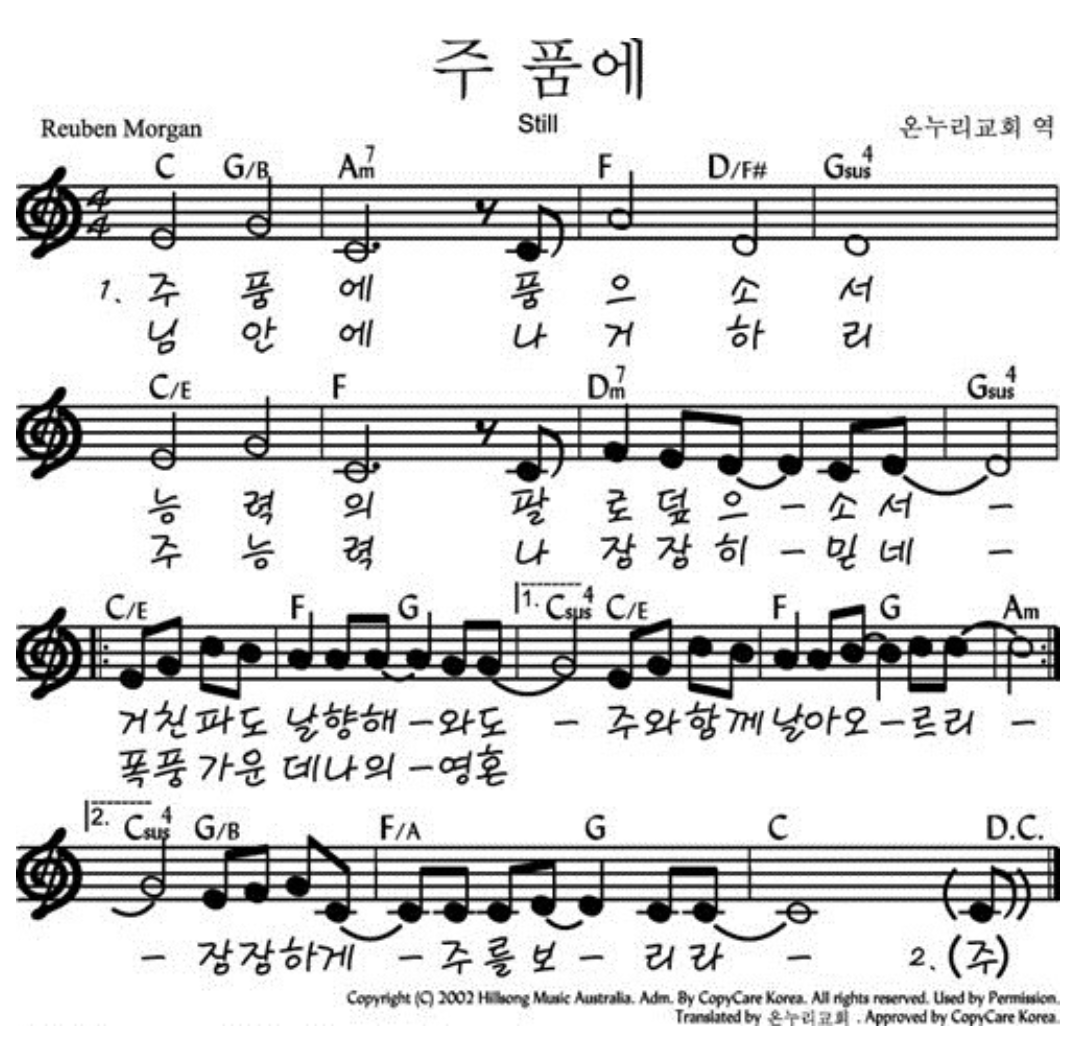 주 품에
Reuben Morgan Still 온누리교회 역
C G/B Am7 F D/F# Gsus4
1. 주 품 에 품 으 소 서
님 안 에 나 거 하 리
C/E F Dm7 Gsus4
능 력 의 팔 로 덮 으 - 소 서 -
주 능 력 나 잠 잠 히 - 믿 네 -
C/E F G 1. Csus4 C/E F G Am
거친 파도 날향해 -와도 - 주와함께 날아오 -르리 -
폭풍 가운 데나의 -영혼
2. Csus4 G/B F/A G C D.C.
- 잠잠하게 - 주 를 보 - 리 라 - 2. (주)
Copyright (C) 2002 Hillsong Music Australia. Adm. By CopyCare Korea. All rights reserved. Used by Permission.
Translated by 온누리교회 . Approved by CopyCare Korea.